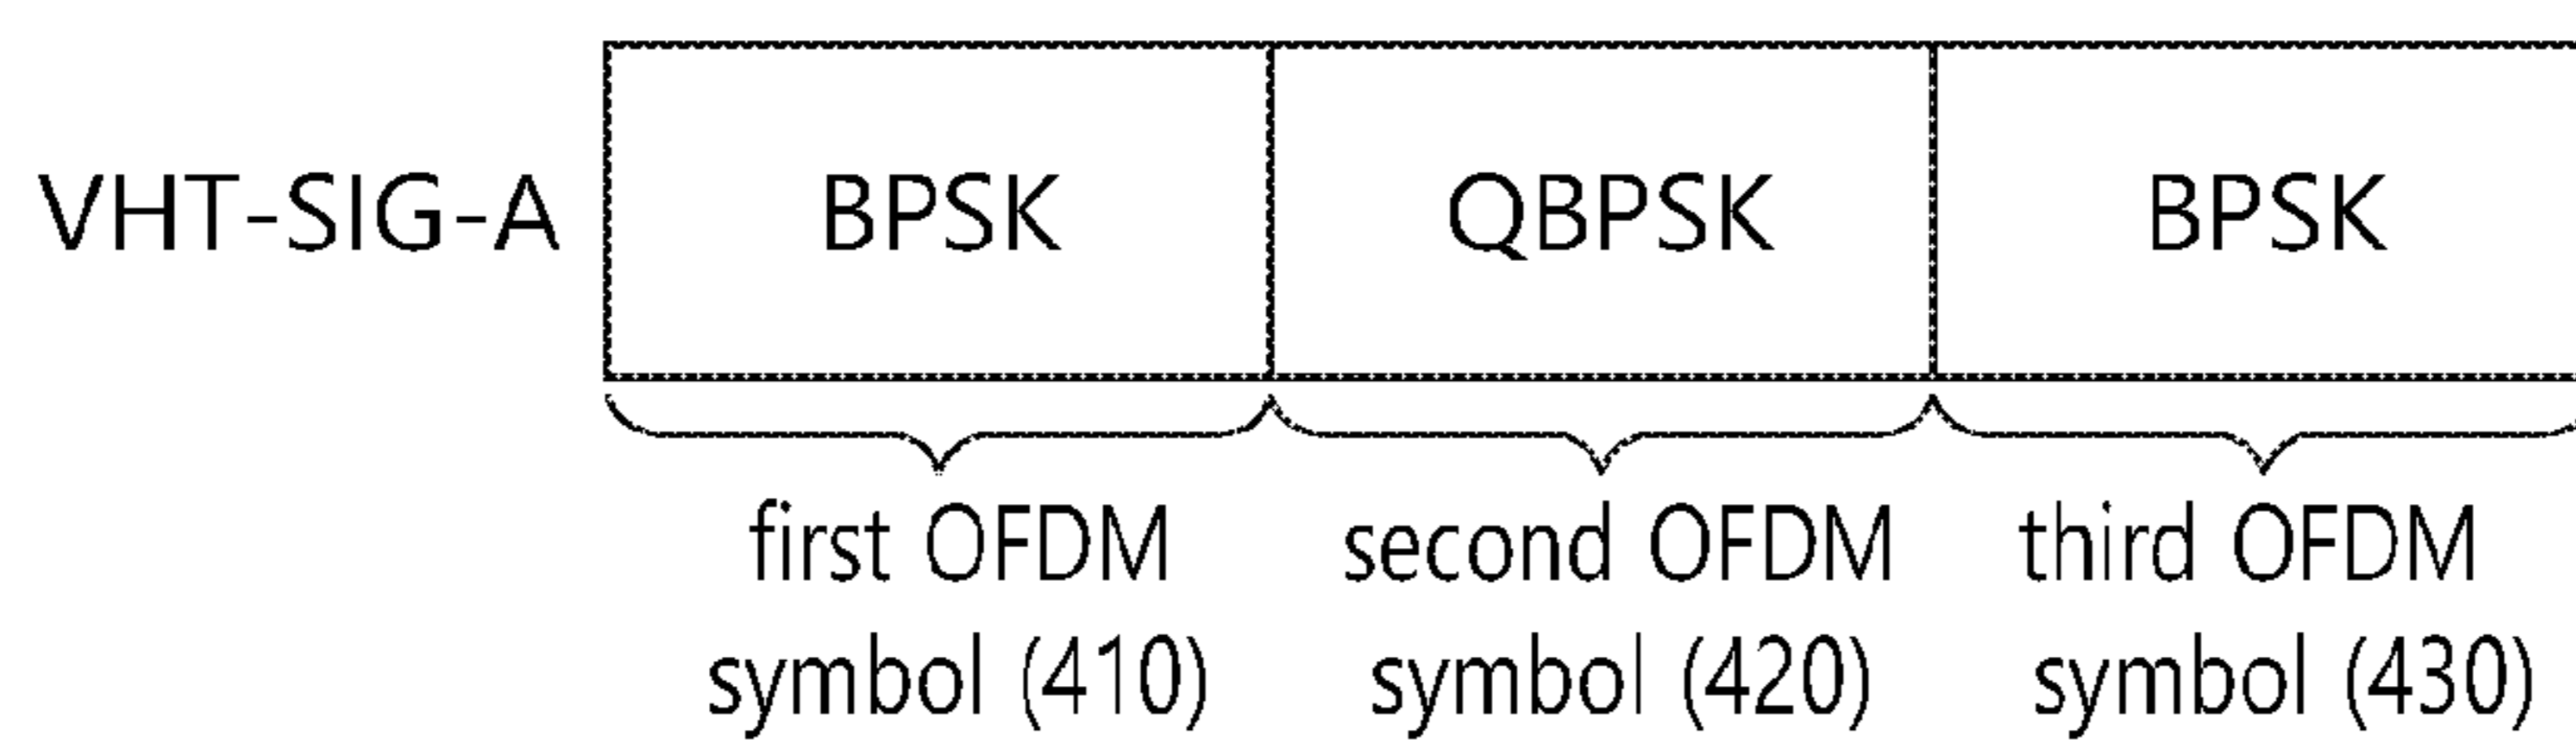 VHT-SIG-A BPSK QBPSK BPSK
first OFDM second OFDM third OFDM
symbol (410) symbol (420) symbol (430)